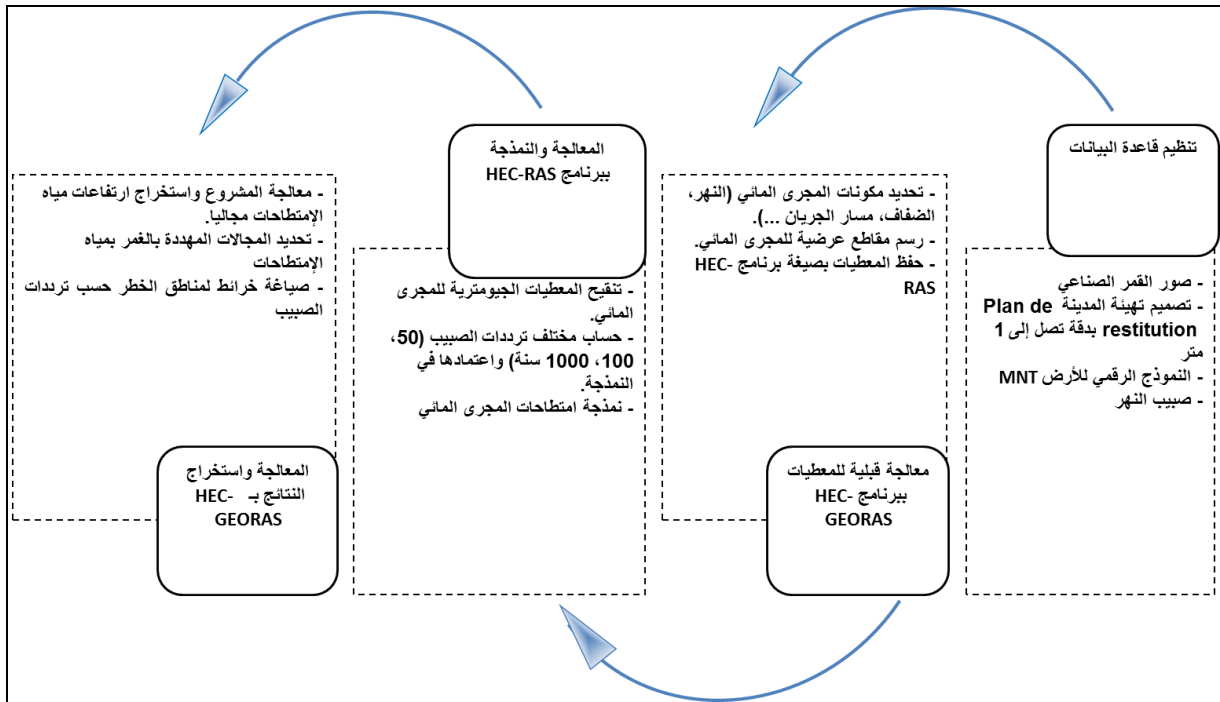 تنظيم قاعدة البيانات
- صور القمر الصناعي
- تصميم تهيئة المدينة Plan de
restitution بدقة تصل إلى 1
متر
- النموذج الرقمي للأرض MNT
- صبيب النهر
- تحديد مكونات المجرى المائي (النهر،
الضفاف، مسار الجريان ...).
- رسم مقاطع عرضية للمجرى المائي.
- حفظ المعطيات بصيغة برنامج HEC-
RAS
معالجة قبلية للمعطيات
ببرنامج HEC-
GEORAS
المعالجة والنمذجة
ببرنامج HEC-RAS
- تنقيح المعطيات الجيومترية للمجرى
المائي.
- حساب مختلف ترددات الصبيب (50،
100، 1000 سنة) واعتمادها في
النمذجة.
- نمذجة امتطاحات المجرى المائي
- معالجة المشروع واستخراج ارتفاعات مياه
الإمتطاحات مجاليا.
- تحديد المجالات المهددة بالغمر بمياه
الإمتطاحات
- صياغة خرائط لمناطق الخطر حسب ترددات
الصبيب
المعالجة واستخراج
النتائج بـ HEC-
GEORAS